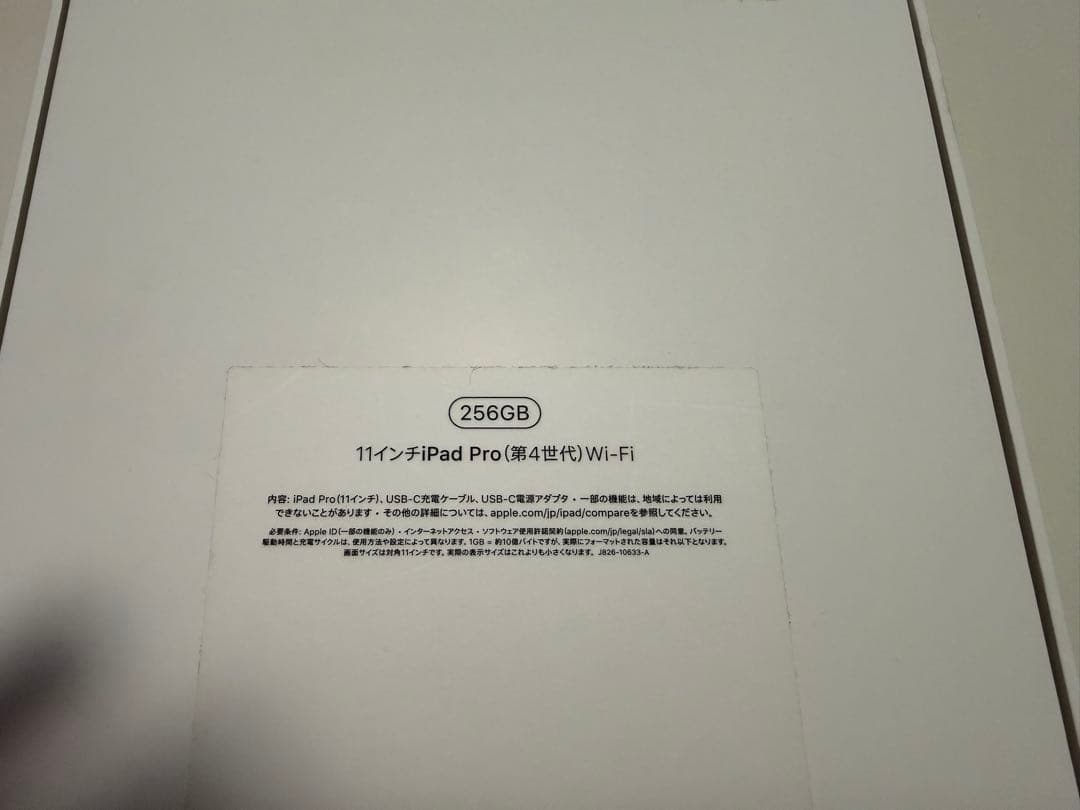 256GB
11インチiPad Pro(第4世代)Wi-Fi
内容: iPad Pro(11インチ)、USB-C充電ケーブル、USB-C電源アダプタ・一部の機能は、地域によっては利用
できないことがあります・その他の詳細については、apple.com/jp/ipad/compareを参照してください。
必要条件: Apple ID(一部の機能のみ)・インターネットアクセス・ソフトウェア使用許諾契約(apple.com/jp/legal/sla)への同意。バッテリー
駆動時間と充電サイクルは、使用方法や設定によって異なります。1GB = 約10億バイトですが、実際にフォーマットされた容量はそれ以下となります。
画面サイズは対角11インチです。実際の表示サイズはこれよりも小さくなります。 J826-10633-A